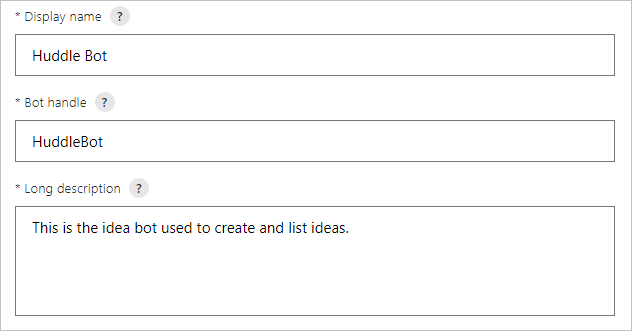 * Display name ?
Huddle Bot
* Bot handle ?
HuddleBot
* Long description ?
This is the idea bot used to create and list ideas.